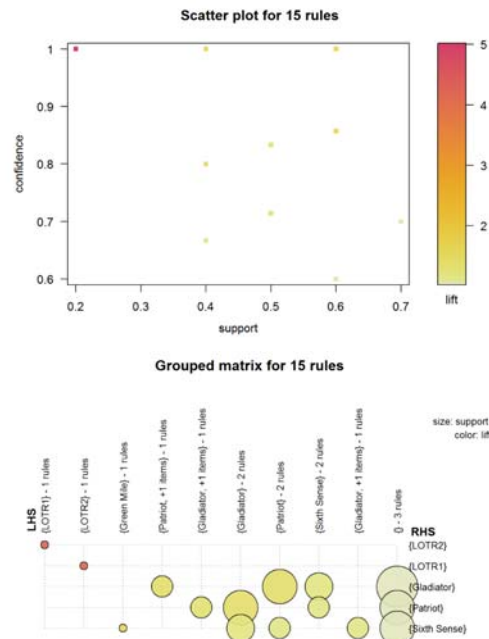 Scatter plot for 15 rules
1
0.9
0.8
0.7
0.6
confidence
0.2
0.3
0.4
0.5
0.6
0.7
support
5
4
3
2
lift
Grouped matrix for 15 rules
size: support
color: lift
LHS
{LOTR1} - 1 rules
{LOTR2} - 1 rules
{Green Mile} - 1 rules
{Patriot, +1 items} - 1 rules
{Gladiator, +1 items} - 1 rules
{Gladiator} - 2 rules
{Patriot} - 2 rules
{Sixth Sense} - 2 rules
{Gladiator, +1 items} - 1 rules
{} - 3 rules
RHS
{LOTR2}
{LOTR1}
{Gladiator}
{Patriot}
{Sixth Sense}